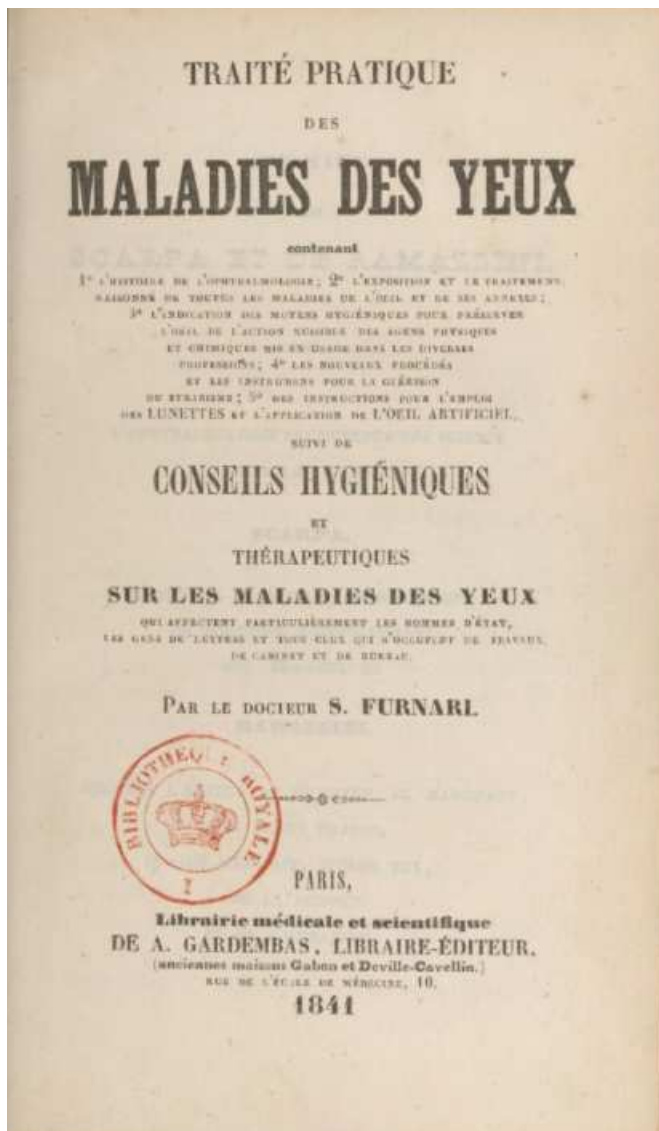 TRAITÉ PRATIQUE
DES
MALADIES DES YEUX
contenant
1° L'HISTOIRE DE L'OPHTHALMOLOGIE; 2° L'EXPOSITION ET LE TRAITEMENT
RAISONNÉ DE TOUTES LES MALADIES DE L'OEIL ET DE SES ANNEXES;
3° L'INDICATION DES MOYENS HYGIÉNIQUES POUR PRÉSERVER
L'OEIL DE L'ACTION NUISIBLE DES AGENS PHYSIQUES
ET CHIMIQUES MIS EN USAGE DANS LES DIVERSES
PROFESSIONS; 4° LES NOUVEAUX PROCÉDÉS
ET LES INSTRUMENS POUR LA GUÉRISON
DU STRABISME; 5° DES INSTRUCTIONS POUR L'EMPLOI
DES LUNETTES ET L'APPLICATION DE L'OEIL ARTIFICIEL.
SUIVI DE
CONSEILS HYGIÉNIQUES
ET
THÉRAPEUTIQUES
SUR LES MALADIES DES YEUX
QUI AFFECTENT PARTICULIÈREMENT LES HOMMES D'ÉTAT,
LES GENS DE LETTRES ET TOUS CEUX QUI S'OCCUPENT DE TRAVAUX
DE CABINET ET DE BUREAU.
PAR LE DOCTEUR S. FURNARI.
BIBLIOTHEQUE ROYALE
I
PARIS,
Librairie médicale et scientifique
DE A. GARDEMBAS, LIBRAIRE-ÉDITEUR,
(anciennes maisons Gabon et Deville-Cavellin.)
RUE DE L'ÉCOLE DE MÉDECINE, 10.
1841